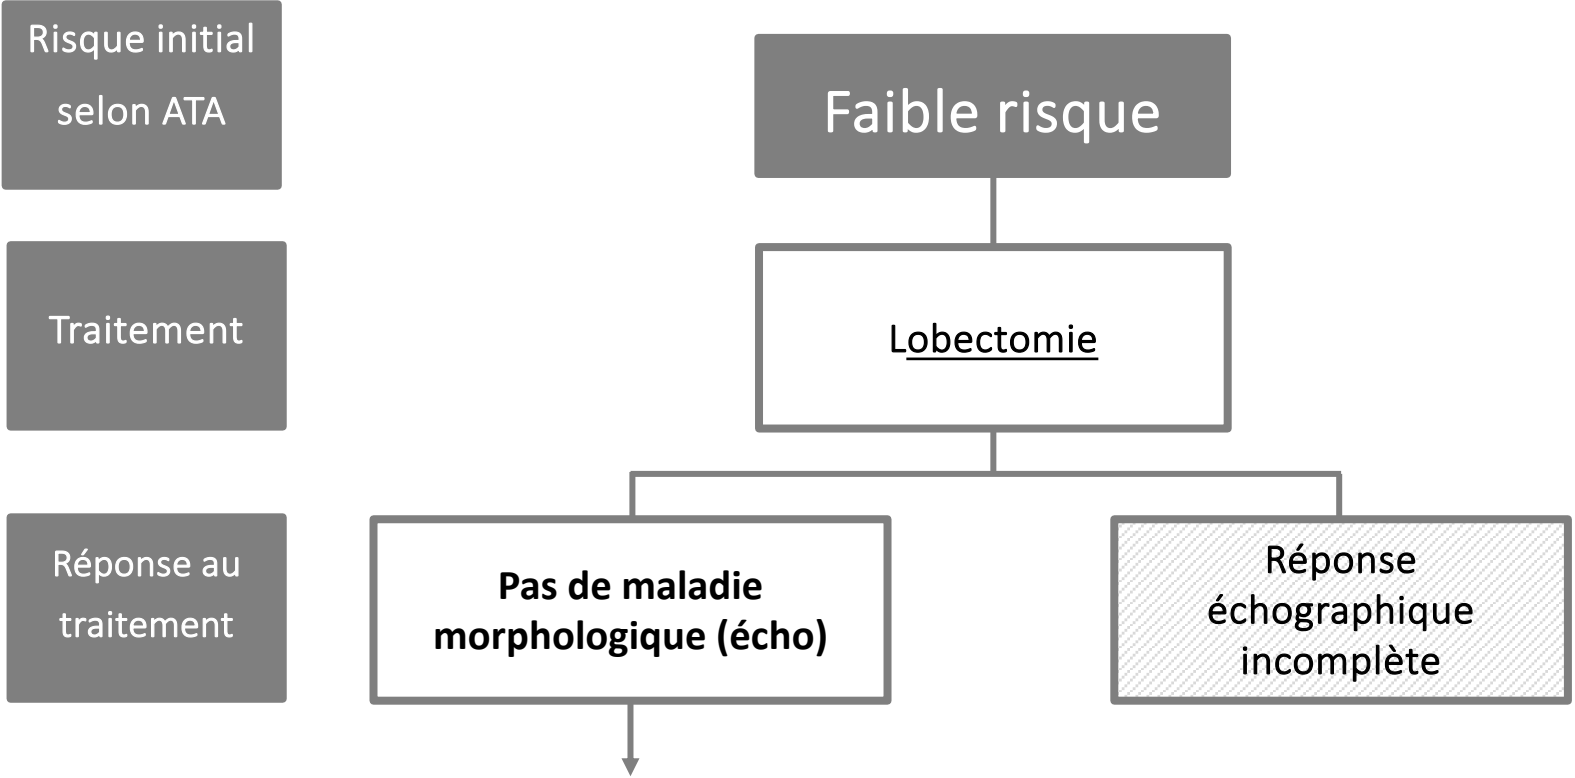 Risque initial
selon ATA
Faible risque
Traitement
Lobectomie
Réponse au
traitement
Pas de maladie
morphologique (écho)
Réponse
échographique
incomplète